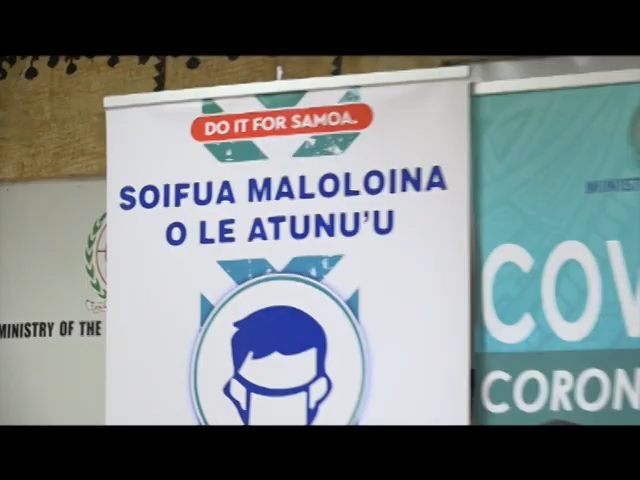 DO IT FOR SAMOA.
SOIFUA MALOLOINA
O LE ATUNU'U
MINISTRY OF THE
COV
CORON